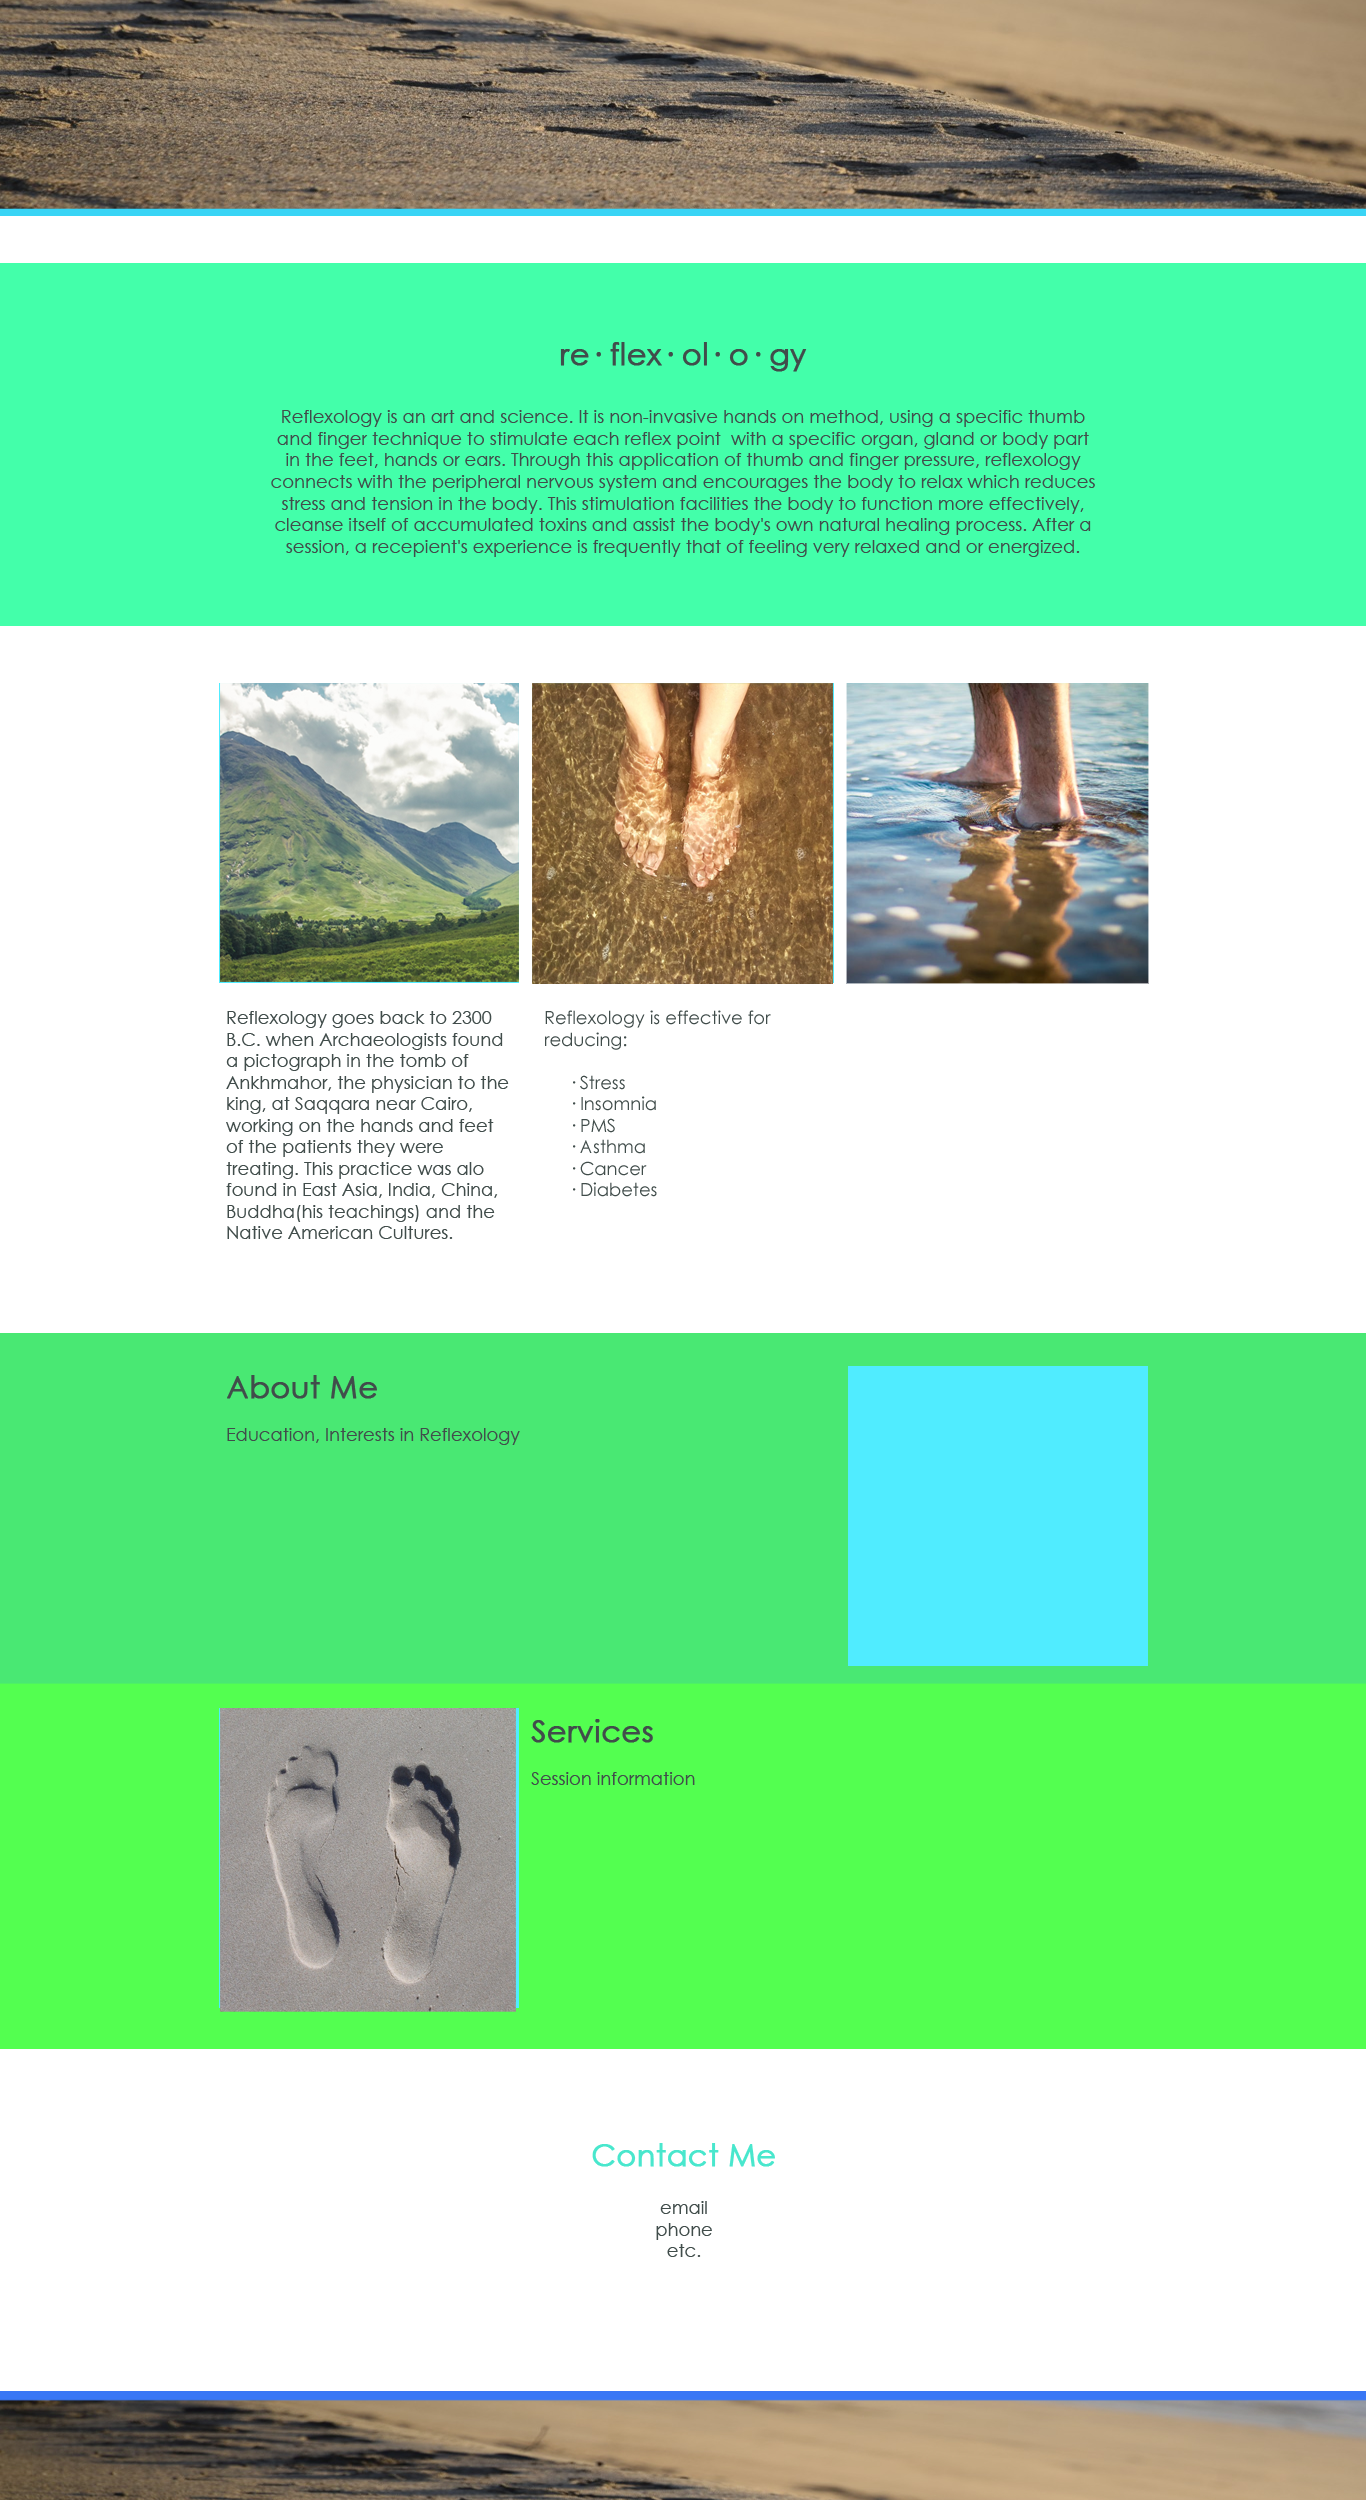 re · flex · ol · o · gy
Reflexology is an art and science. It is non-invasive hands on method, using a specific thumb
and finger technique to stimulate each reflex point  with a specific organ, gland or body part
in the feet, hands or ears. Through this application of thumb and finger pressure, reflexology
connects with the peripheral nervous system and encourages the body to relax which reduces
stress and tension in the body. This stimulation facilities the body to function more effectively,
cleanse itself of accumulated toxins and assist the body's own natural healing process. After a
session, a recepient's experience is frequently that of feeling very relaxed and or energized.
Reflexology goes back to 2300
B.C. when Archaeologists found
a pictograph in the tomb of
Ankhmahor, the physician to the
king, at Saqqara near Cairo,
working on the hands and feet
of the patients they were
treating. This practice was alo
found in East Asia, India, China,
Buddha(his teachings) and the
Native American Cultures.
Reflexology is effective for
reducing:
· Stress
· Insomnia
· PMS
· Asthma
· Cancer
· Diabetes
About Me
Education, Interests in Reflexology
Services
Session information
Contact Me
email
phone
etc.